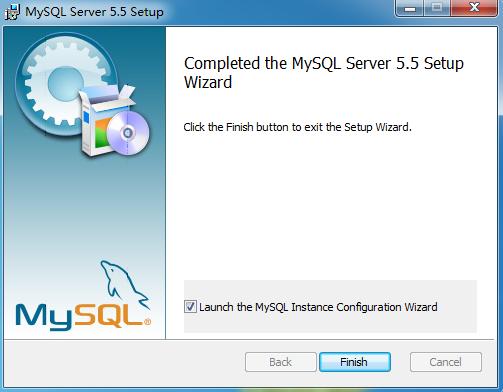 MySQL Server 5.5 Setup
Completed the MySQL Server 5.5 Setup
Wizard
Click the Finish button to exit the Setup Wizard.
MySQL®
Launch the MySQL Instance Configuration Wizard
Back
Finish
Cancel